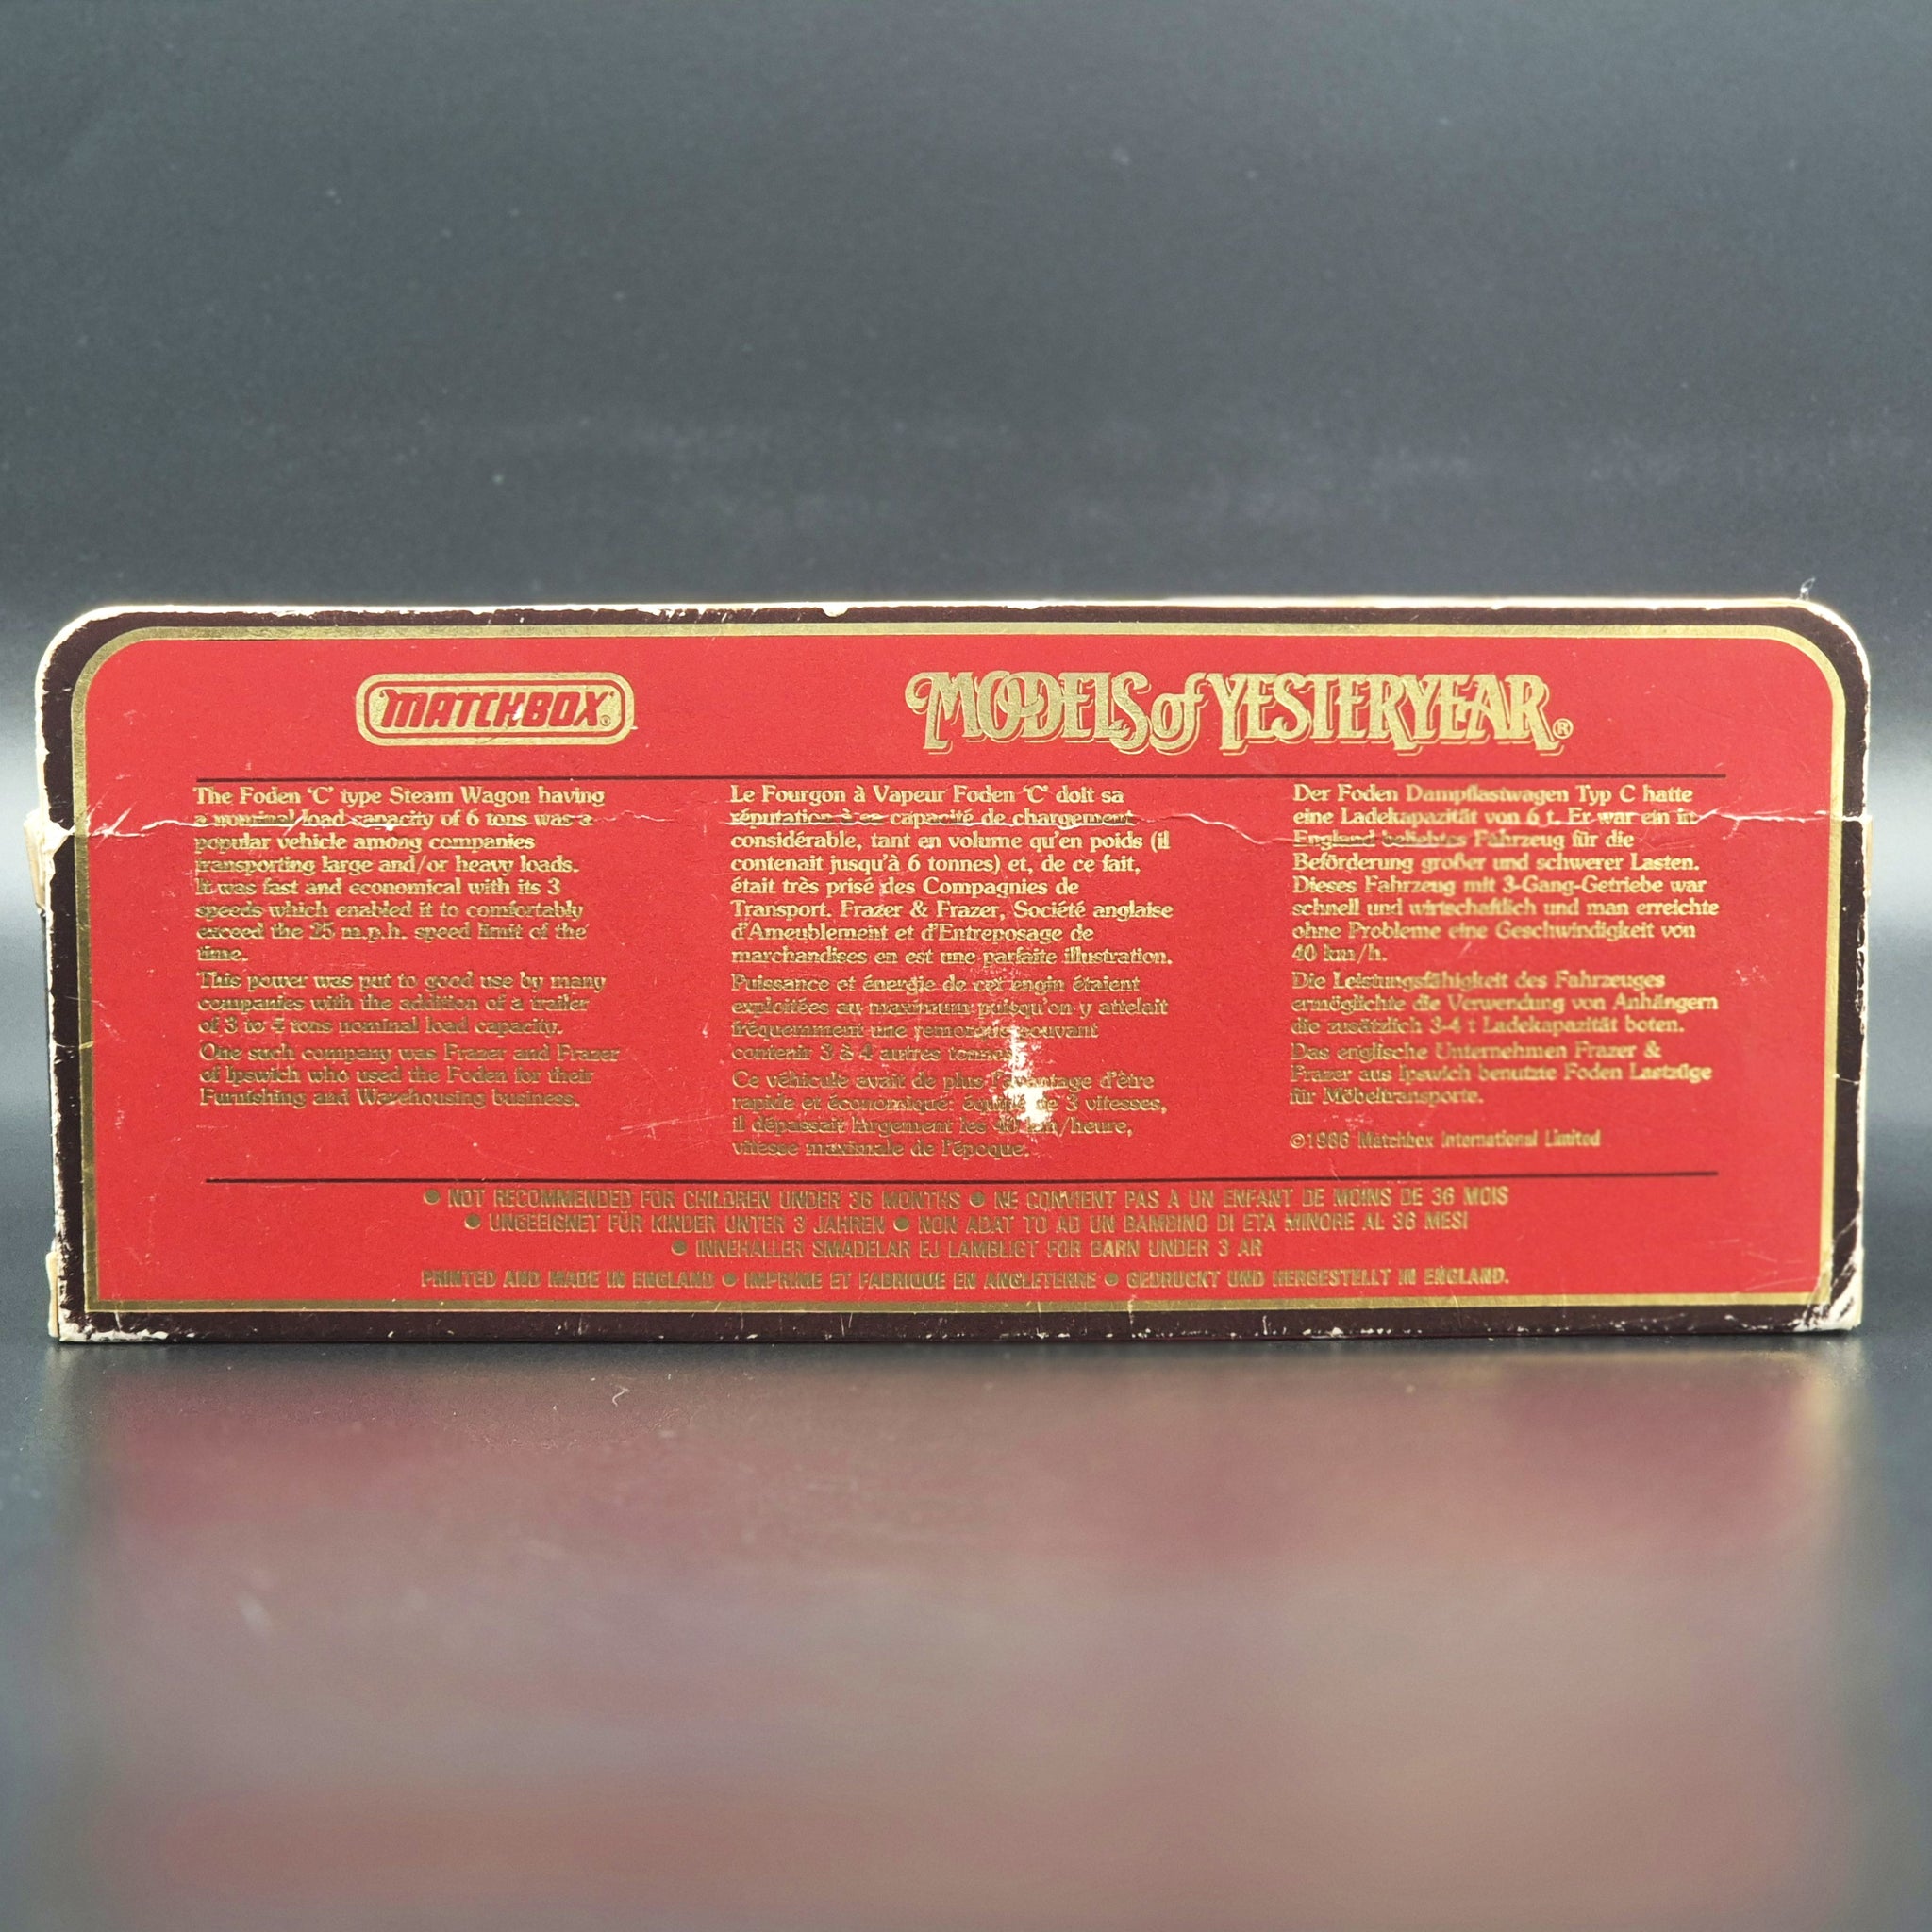 MATCHBOX®
MODELS of YESTERYEAR®
The Foden 'C' type Steam Wagon having
a nominal load capacity of 6 tons was a
popular vehicle among companies
transporting large and/or heavy loads.
It was fast and economical with its 3
speeds which enabled it to comfortably
exceed the 25 m.p.h. speed limit of the
time.
This power was put to good use by many
companies with the addition of a trailer
of 3 to 4 tons nominal load capacity.
One such company was Frazer and Frazer
of Ipswich who used the Foden for their
Furnishing and Warehousing business.
Le Fourgon à Vapeur Foden 'C' doit sa
réputation à sa capacité de chargement
considérable, tant en volume qu'en poids (il
contenait jusqu'à 6 tonnes) et, de ce fait,
était très prisé des Compagnies de
Transport. Frazer & Frazer, Société anglaise
d'Ameublement et d'Entreposage de
marchandises en est une parfaite illustration.
Puissance et énergie de cet engin étaient
exploitées au maximum puisqu'on y attelait
fréquemment une remorque pouvant
contenir 3 à 4 autres tonnes.
Ce véhicule avait de plus l'avantage d'être
rapide et économique: équipé de 3 vitesses,
il dépassait largement les 40 km/heure,
vitesse maximale de l'époque.
Der Foden Dampflastwagen Typ C hatte
eine Ladekapazität von 6 t. Er war ein in
England beliebtes Fahrzeug für die
Beförderung großer und schwerer Lasten.
Dieses Fahrzeug mit 3-Gang-Getriebe war
schnell und wirtschaftlich und man erreichte
ohne Probleme eine Geschwindigkeit von
40 km/h.
Die Leistungsfähigkeit des Fahrzeuges
ermöglichte die Verwendung von Anhängern
die zusätzlich 3-4 t Ladekapazität boten.
Das englische Unternehmen Frazer &
Frazer aus Ipswich benutzte Foden Lastzüge
für Möbeltransporte.
©1986 Matchbox International Limited
● NOT RECOMMENDED FOR CHILDREN UNDER 36 MONTHS ● NE CONVIENT PAS A UN ENFANT DE MOINS DE 36 MOIS
● UNGEEIGNET FÜR KINDER UNTER 3 JAHREN ● NON ADAT TO AD UN BAMBINO DI ETA MINORE AL 36 MESI
● INNEHALLER SMADELAR EJ LAMBLIGT FOR BARN UNDER 3 AR
PRINTED AND MADE IN ENGLAND ● IMPRIME ET FABRIQUE EN ANGLETERRE ● GEDRUCKT UND HERGESTELLT IN ENGLAND.